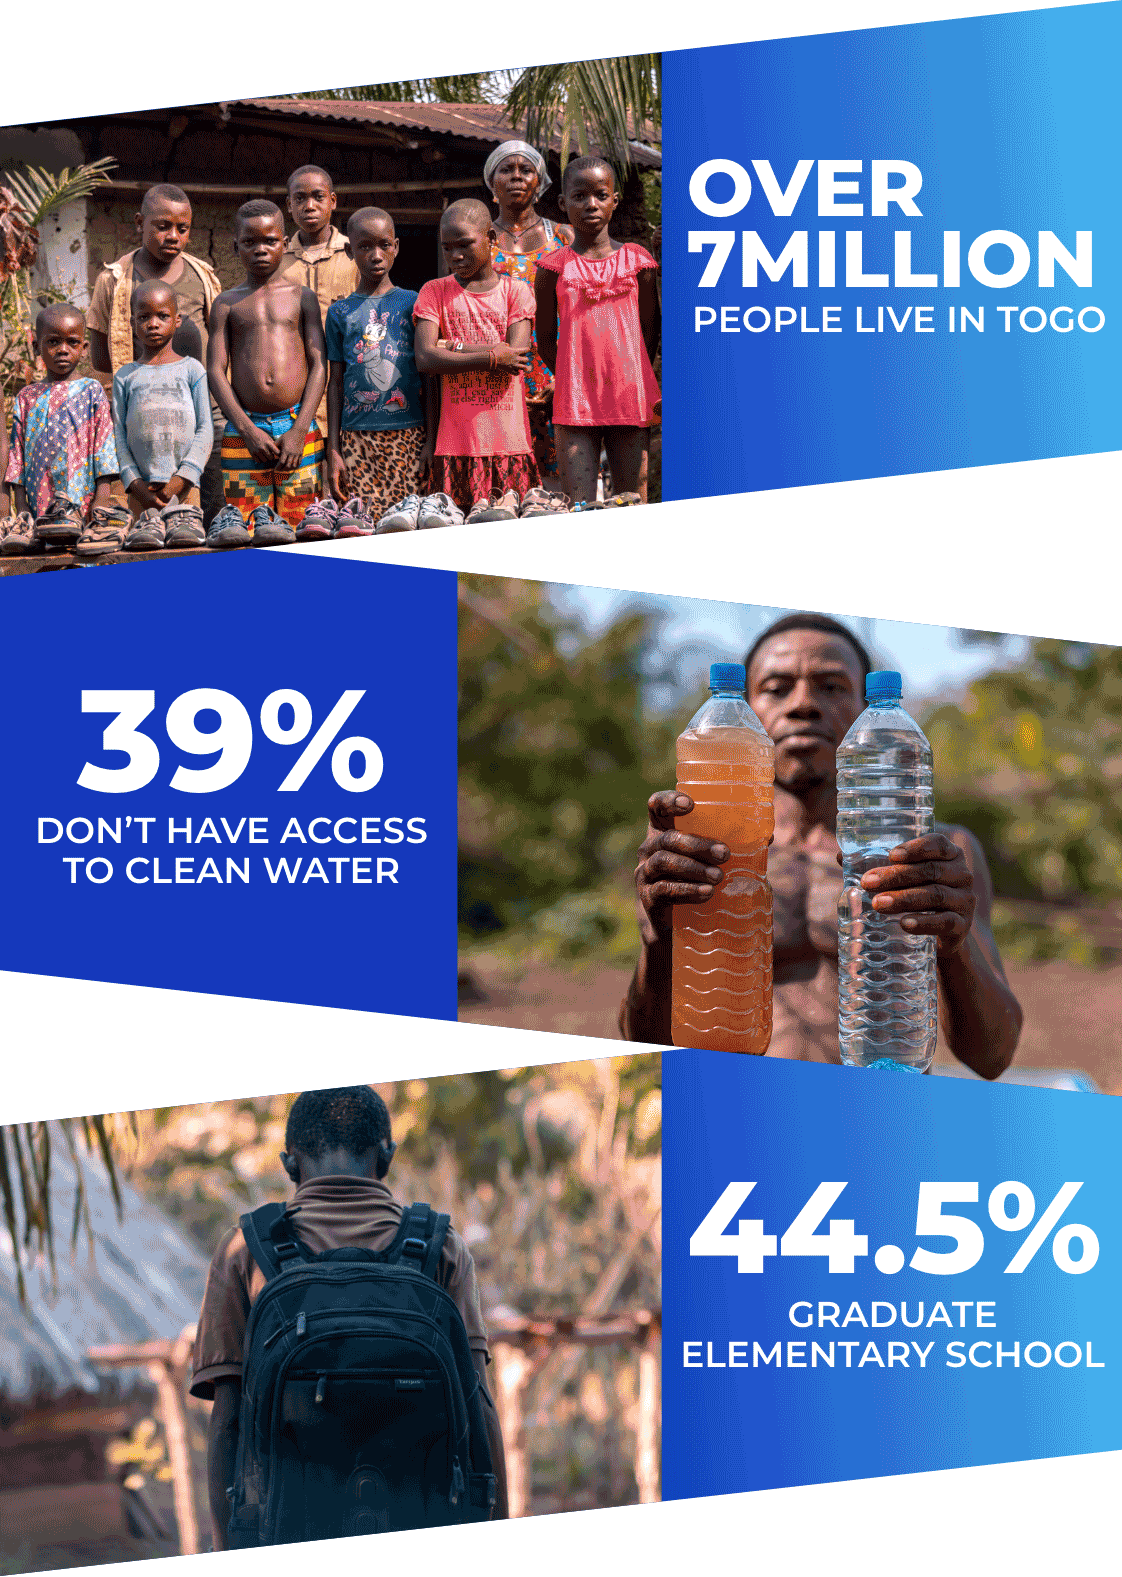 OVER
7MILLION
PEOPLE LIVE IN TOGO
39%
DON'T HAVE ACCESS
TO CLEAN WATER
44.5%
GRADUATE
ELEMENTARY SCHOOL